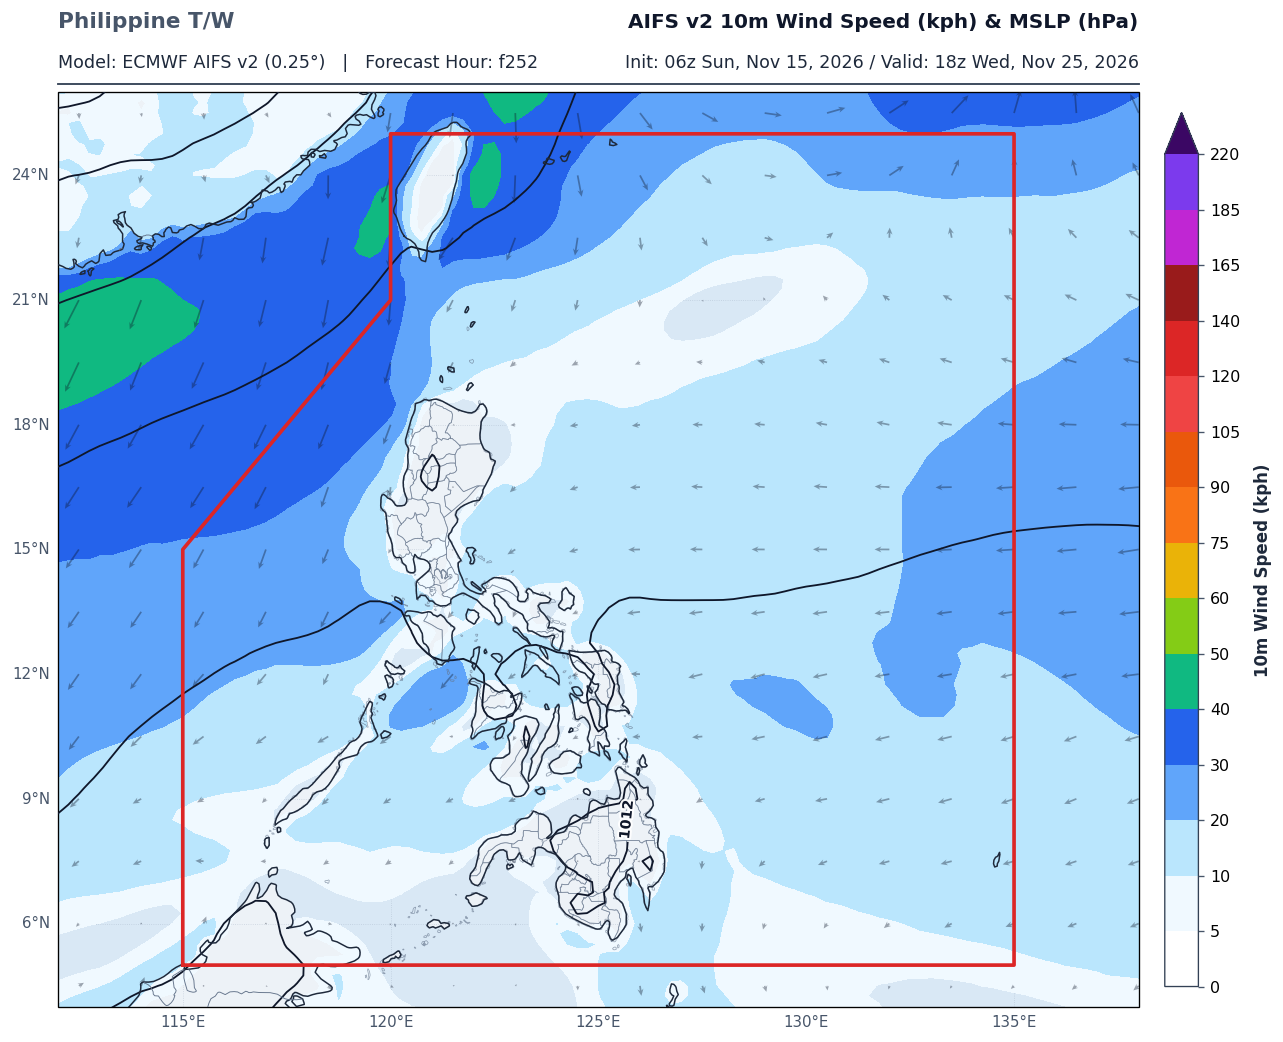 Philippine T/W
AIFS v2 10m Wind Speed (kph) & MSLP (hPa)
Model: ECMWF AIFS v2 (0.25°) | Forecast Hour: f252
Init: 06z Sun, Nov 15, 2026 / Valid: 18z Wed, Nov 25, 2026
24°N
21°N
18°N
15°N
12°N
9°N
6°N
115°E
120°E
125°E
130°E
135°E
1012
220
185
165
140
120
105
90
75
60
50
40
30
20
10
5
0
10m Wind Speed (kph)